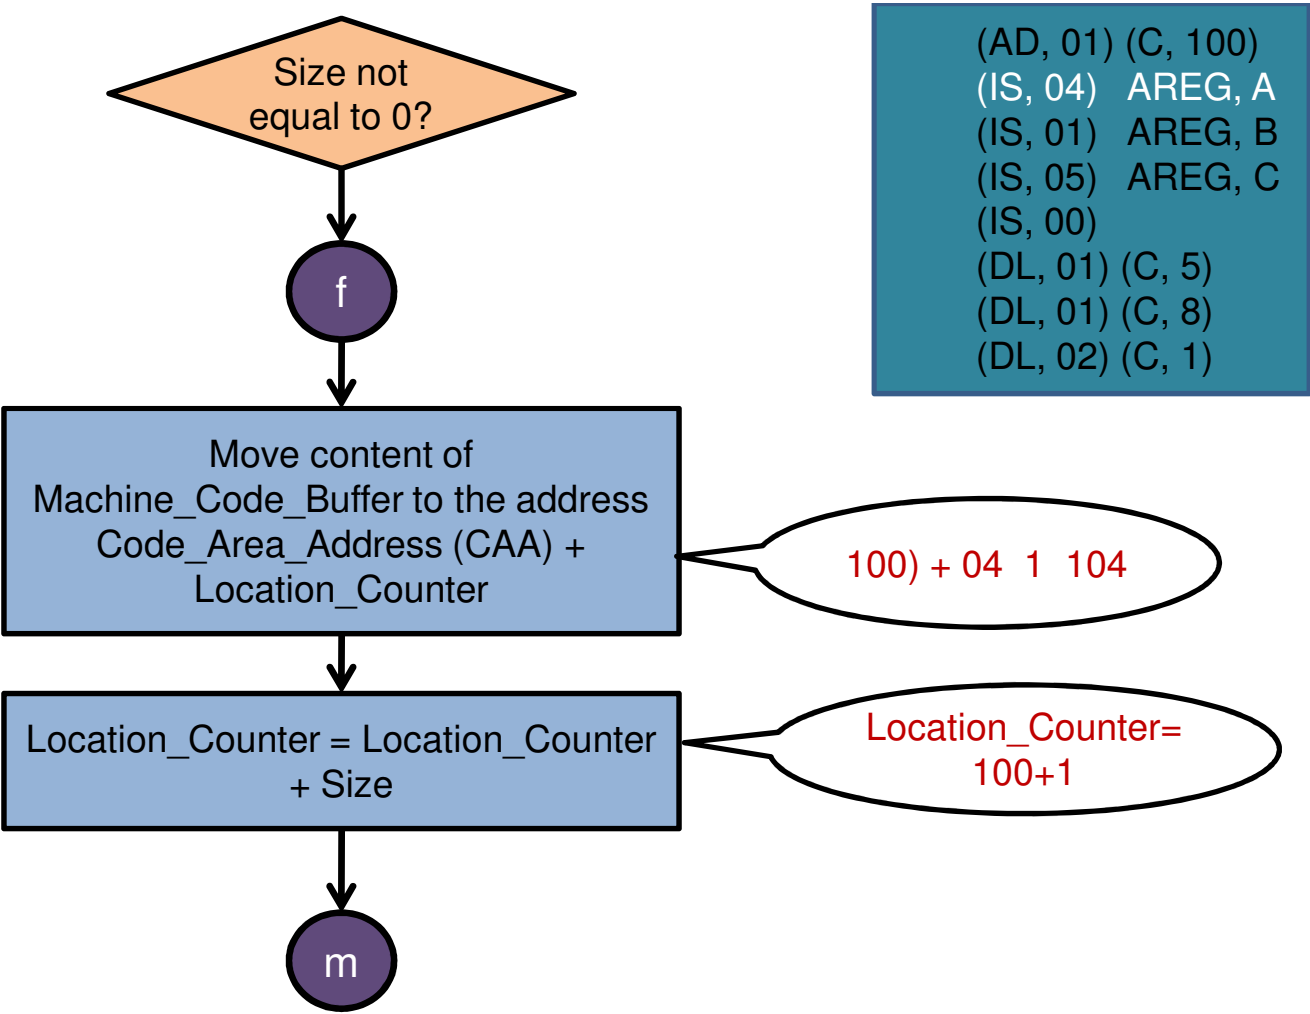 Size not
equal to 0?
f
Move content of
Machine_Code_Buffer to the address
Code_Area_Address (CAA) +
Location_Counter
Location_Counter = Location_Counter
+ Size
m
(AD, 01) (C, 100)
(IS, 04) AREG, A
(IS, 01) AREG, B
(IS, 05) AREG, C
(IS, 00)
(DL, 01) (C, 5)
(DL, 01) (C, 8)
(DL, 02) (C, 1)
100) + 04 1 104
Location_Counter=
100+1